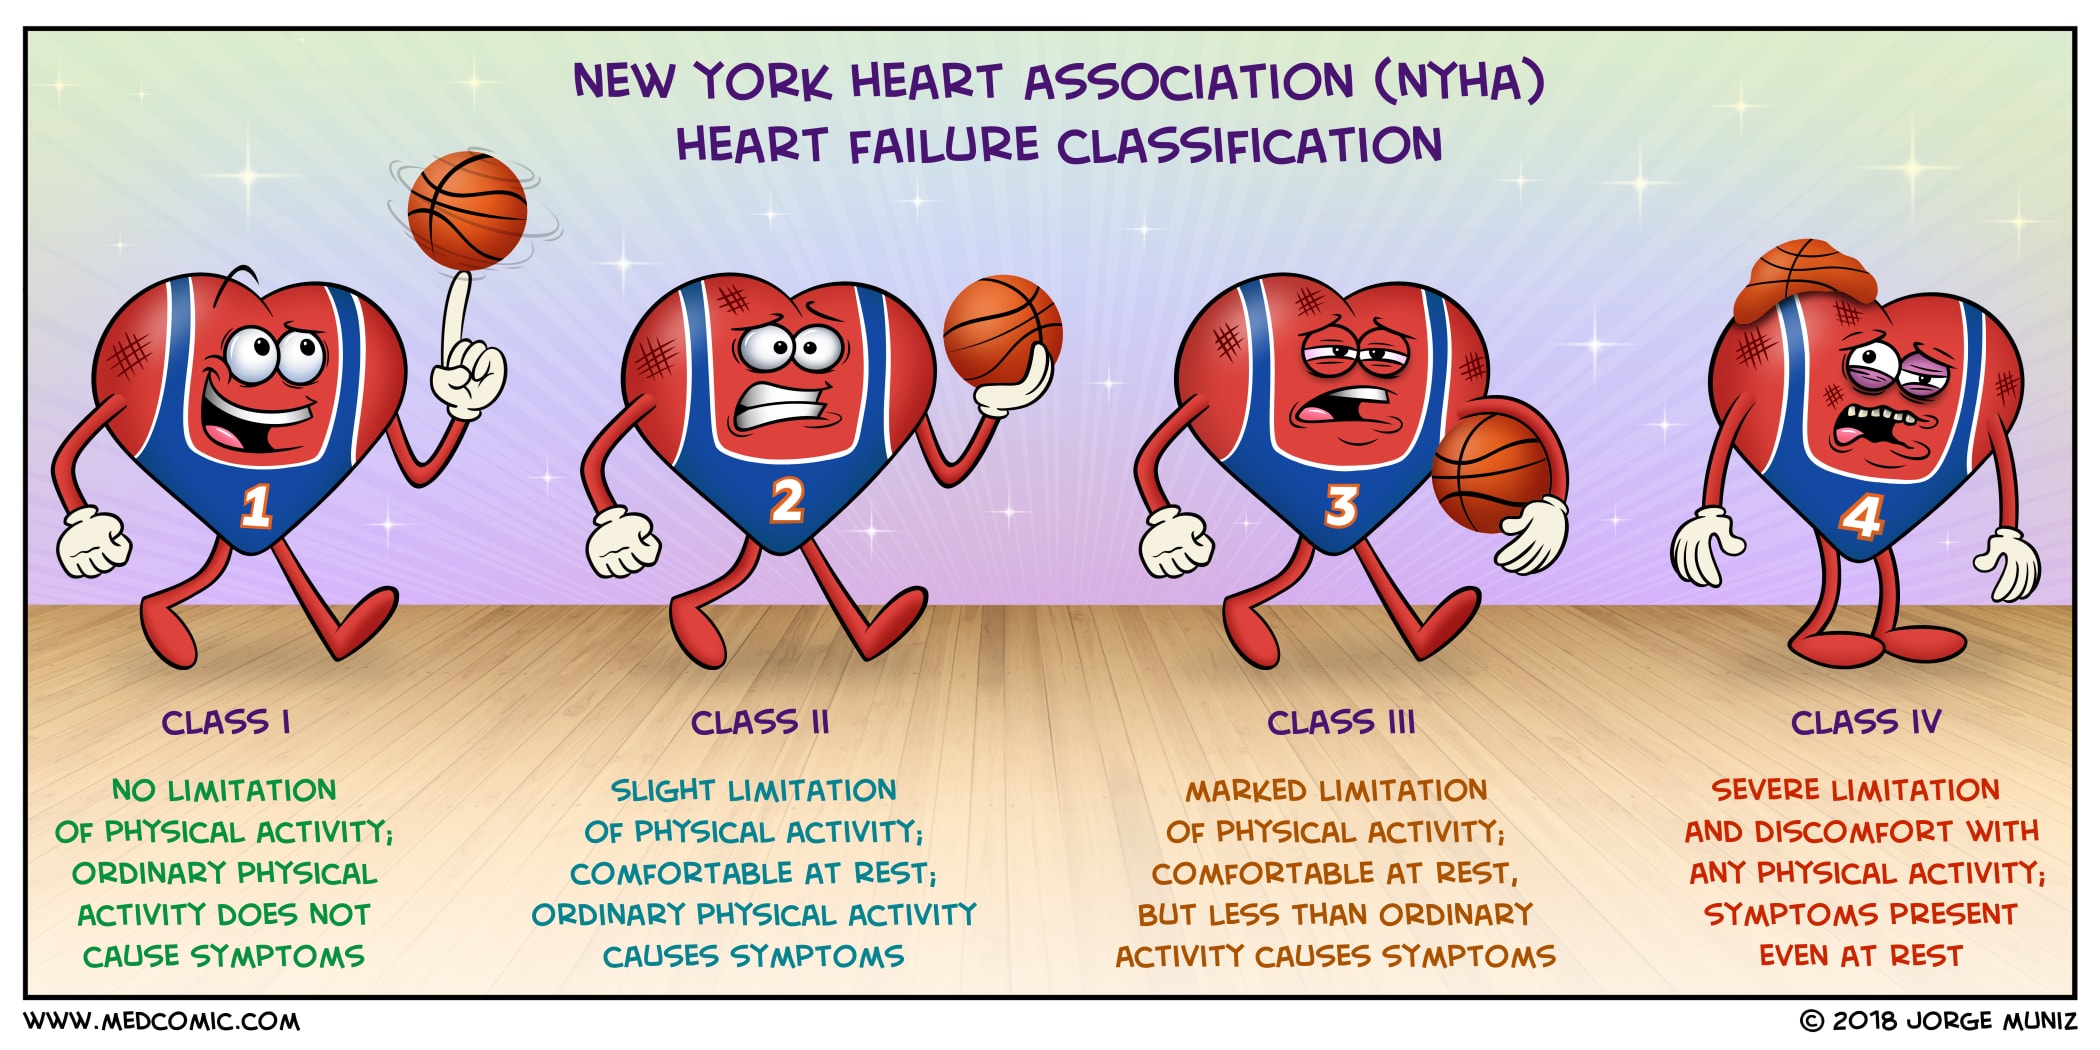 NEW YORK HEART ASSOCIATION (NYHA)
HEART FAILURE CLASSIFICATION
1
2
3
4
CLASS I
NO LIMITATION
OF PHYSICAL ACTIVITY;
ORDINARY PHYSICAL
ACTIVITY DOES NOT
CAUSE SYMPTOMS
CLASS II
SLIGHT LIMITATION
OF PHYSICAL ACTIVITY;
COMFORTABLE AT REST;
ORDINARY PHYSICAL ACTIVITY
CAUSES SYMPTOMS
CLASS III
MARKED LIMITATION
OF PHYSICAL ACTIVITY;
COMFORTABLE AT REST,
BUT LESS THAN ORDINARY
ACTIVITY CAUSES SYMPTOMS
CLASS IV
SEVERE LIMITATION
AND DISCOMFORT WITH
ANY PHYSICAL ACTIVITY;
SYMPTOMS PRESENT
EVEN AT REST
WWW.MEDCOMIC.COM
© 2018 JORGE MUNIZ